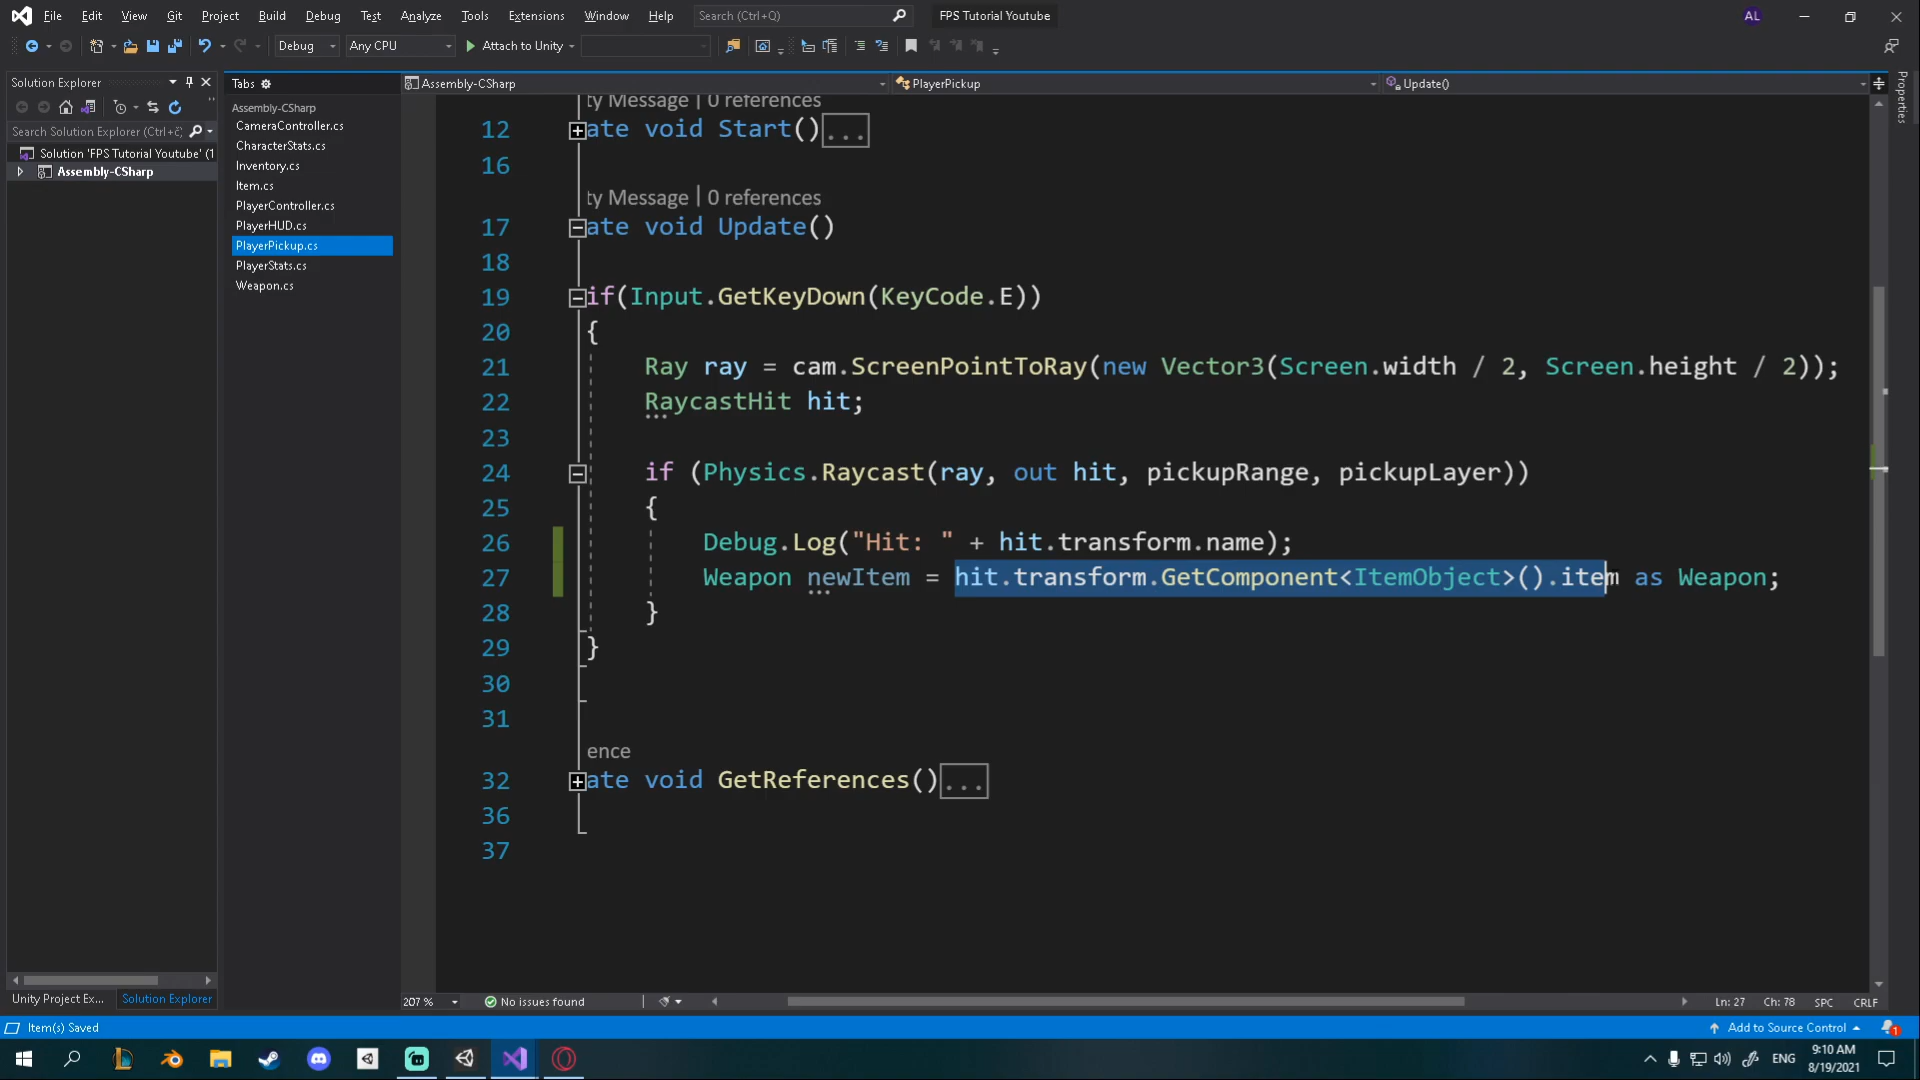 File Edit View Git Project Build Debug Test Analyze Tools Extensions Window Help Search (Ctrl+Q) FPS Tutorial Youtube AL
Debug Any CPU Attach to Unity
Solution Explorer
Search Solution Explorer (Ctrl+č
Solution 'FPS Tutorial Youtube' (1
Assembly-CSharp
Unity Project Ex... Solution Explorer
Tabs
Assembly-CSharp
CameraController.cs
CharacterStats.cs
Inventory.cs
Item.cs
PlayerController.cs
PlayerHUD.cs
PlayerPickup.cs
PlayerStats.cs
Weapon.cs
Assembly-CSharp PlayerPickup Update()
Properties
ty Message | 0 references
12 ate void Start()...
16
ty Message | 0 references
17 ate void Update()
18
19 if(Input.GetKeyDown(KeyCode.E))
20 {
21 Ray ray = cam.ScreenPointToRay(new Vector3(Screen.width / 2, Screen.height / 2));
22 RaycastHit hit;
23
24 if (Physics.Raycast(ray, out hit, pickupRange, pickupLayer))
25 {
26 Debug.Log("Hit: " + hit.transform.name);
27 Weapon newItem = hit.transform.GetComponent<ItemObject>().item as Weapon;
28 }
29 }
30
31
ence
32 ate void GetReferences()...
36
37
207 % No issues found Ln: 27 Ch: 78 SPC CRLF
Item(s) Saved Add to Source Control 1
ENG 9:10 AM
8/19/2021